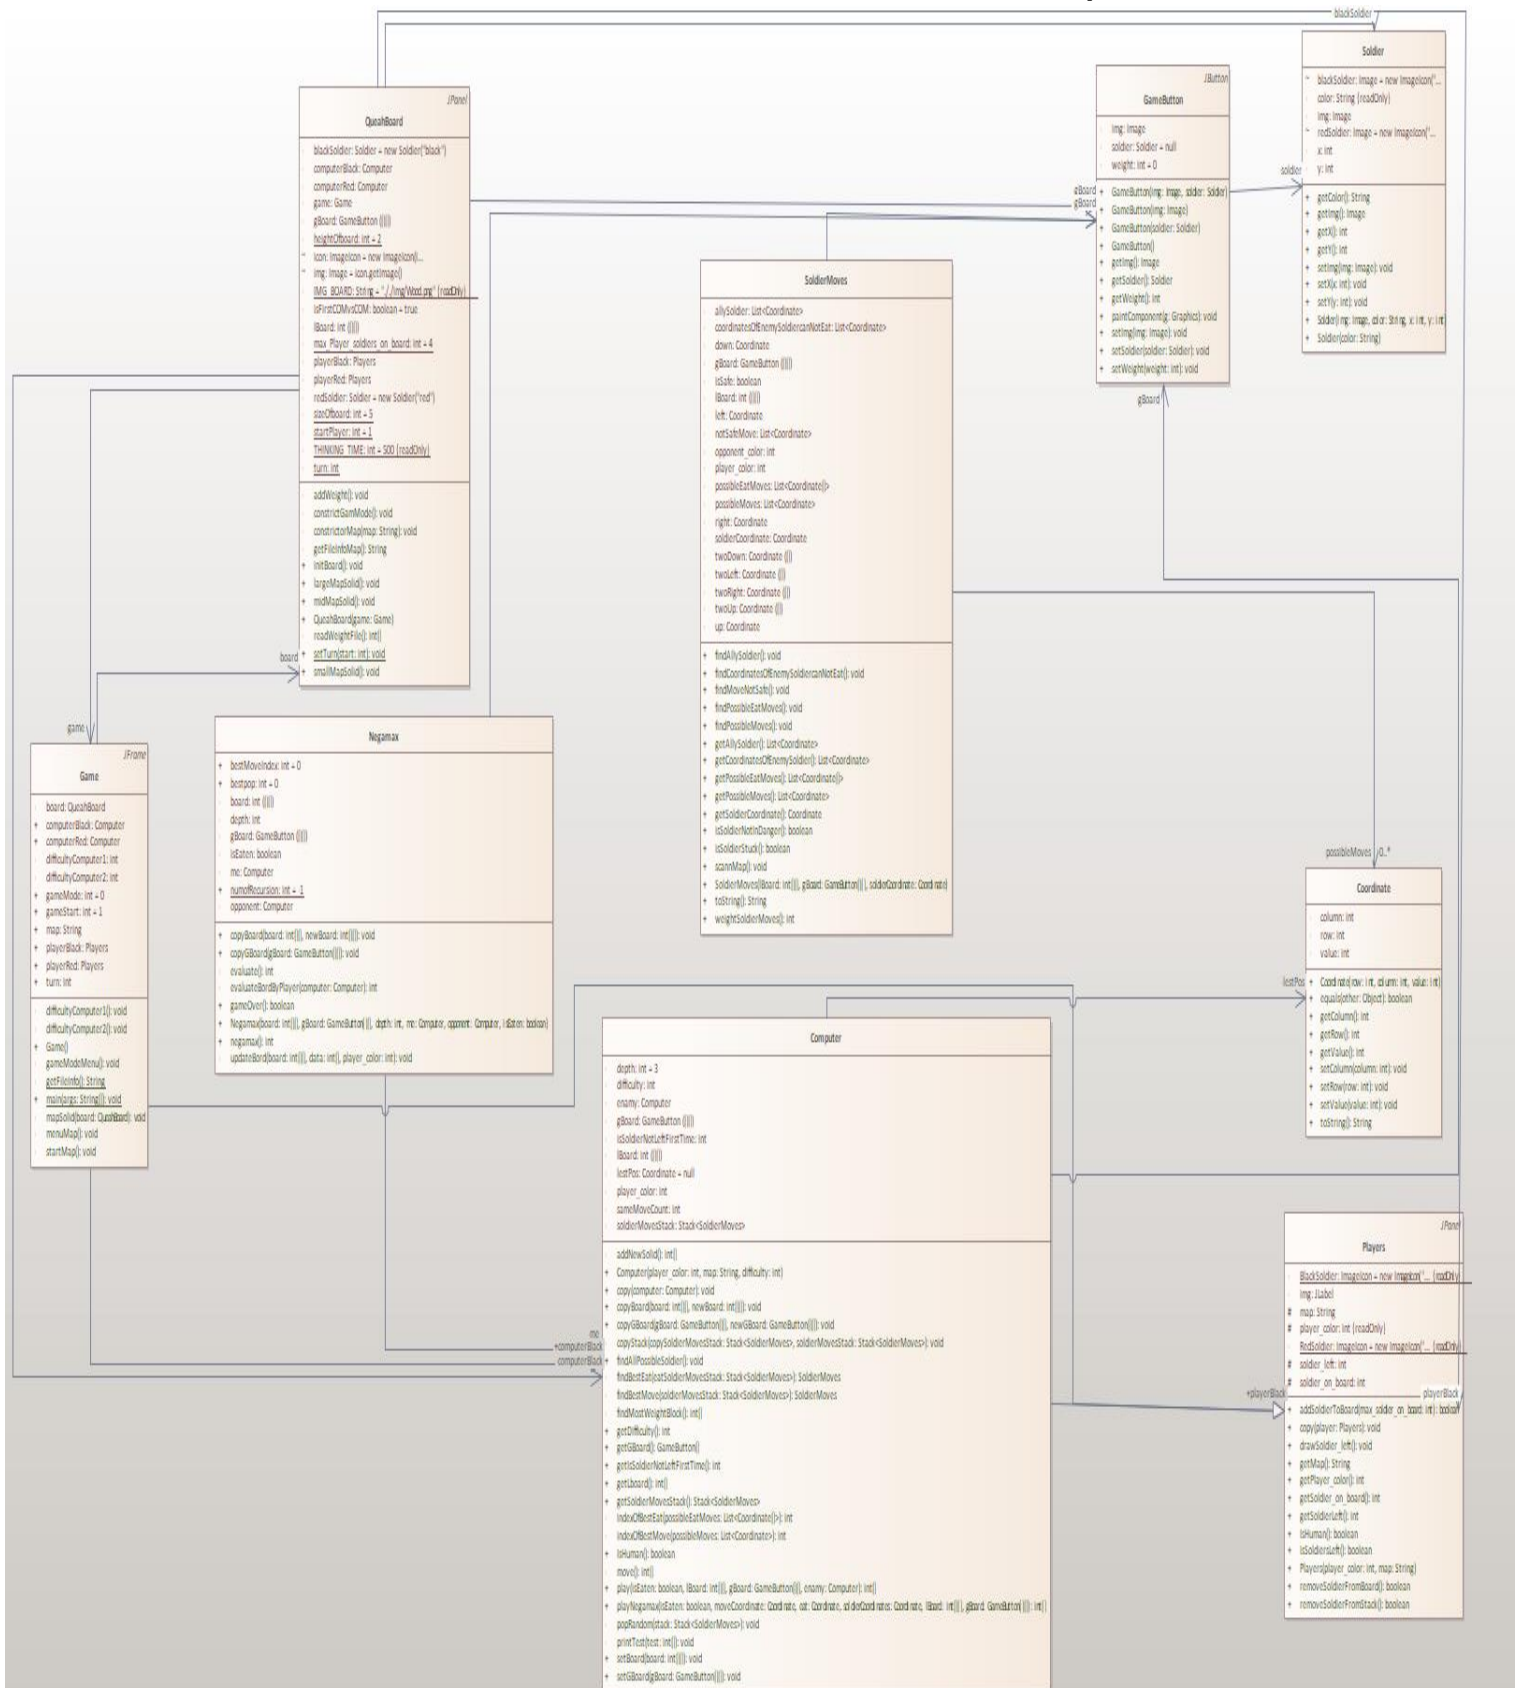 blackSoldier
Soldier
blackSoldier: Image = new ImageIcon("...
color: String {readOnly}
img: Image
redSoldier: Image = new ImageIcon("...
x: int
y: int
+ getColor(): String
+ getImg(): Image
+ getX(): int
+ getY(): int
+ setImg(img: Image): void
+ setX(x: int): void
+ setY(y: int): void
+ Soldier(img: Image, color: String, x: int, y: int)
+ Soldier(color: String)
JButton
GameButton
img: Image
soldier: Soldier = null
weight: int = 0
+ GameButton(img: Image, soldier: Soldier)
+ GameButton(img: Image)
+ GameButton(soldier: Soldier)
+ GameButton()
+ getImg(): Image
+ getSoldier(): Soldier
+ getWeight(): int
+ paintComponent(g: Graphics): void
+ setImg(img: Image): void
+ setSoldier(soldier: Soldier): void
+ setWeight(weight: int): void
soldier
gBoard
gBoard
gBoard
JPanel
QueahBoard
blackSoldier: Soldier = new Soldier("black")
computerBlack: Computer
computerRed: Computer
game: Game
gBoard: GameButton ([][])
heightOfboard: int = 2
icon: ImageIcon = new ImageIcon(I...
img: Image = icon.getImage()
IMG_BOARD: String = "././img/Wood.png" {readOnly}
isFirstCOMvsCOM: boolean = true
lBoard: int ([][])
max_Player_soldiers_on_board: int = 4
playerBlack: Players
playerRed: Players
redSoldier: Soldier = new Soldier("red")
sizeOfboard: int = 5
startPlayer: int = 1
THINKING_TIME: int = 500 {readOnly}
turn: int
addWeight(): void
constrictGamMode(): void
constrictorMap(map: String): void
getFileInfoMap(): String
+ initBoard(): void
+ largeMapSolid(): void
+ midMapSolid(): void
+ QueahBoard(game: Game)
readWeightFile(): int[]
+ setTurn(start: int): void
+ smallMapSolid(): void
board
game
SoldierMoves
allySoldier: List<Coordinate>
coordinatesOfEnemySoldiercanNotEat: List<Coordinate>
down: Coordinate
gBoard: GameButton ([][])
isSafe: boolean
lBoard: int ([][])
left: Coordinate
notSafeMove: List<Coordinate>
opponent_color: int
player_color: int
possibleEatMoves: List<Coordinate[]>
possibleMoves: List<Coordinate>
right: Coordinate
soldierCoordinate: Coordinate
twoDown: Coordinate ([])
twoLeft: Coordinate ([])
twoRight: Coordinate ([])
twoUp: Coordinate ([])
up: Coordinate
+ findAllySoldier(): void
+ findCoordinatesOfEnemySoldiercanNotEat(): void
+ findMoveNotSafe(): void
+ findPossibleEatMoves(): void
+ findPossibleMoves(): void
+ getAllySoldier(): List<Coordinate>
+ getCoordinatesOfEnemySoldier(): List<Coordinate>
+ getPossibleEatMoves(): List<Coordinate[]>
+ getPossibleMoves(): List<Coordinate>
+ getSoldierCoordinate(): Coordinate
+ isSoldierNotInDanger(): boolean
+ isSoldierStuck(): boolean
+ scannMap(): void
+ SoldierMoves(lBoard: int[][], gBoard: GameButton[][], soldierCoordinate: Coordinate)
+ toString(): String
+ weightSoldierMoves(): int
JFrame
Game
board: QueahBoard
+ computerBlack: Computer
+ computerRed: Computer
difficultyComputer1: int
difficultyComputer2: int
+ gameMode: int = 0
+ gameStart: int = 1
+ map: String
+ playerBlack: Players
+ playerRed: Players
+ turn: int
difficultyComputer1(): void
difficultyComputer2(): void
+ Game()
gameModeMenu(): void
getFileInfo(): String
+ main(args: String[]): void
mapSolid(board: QueahBoard): void
menuMap(): void
startMap(): void
Negamax
+ bestMoveIndex: int = 0
+ bestpop: int = 0
board: int ([][])
depth: int
gBoard: GameButton ([][])
isEaten: boolean
me: Computer
+ numofRecursion: int = 1
opponent: Computer
+ copyBoard(board: int[][], newBoard: int[][]): void
+ copyGBoard(gBoard: GameButton[][]): void
evaluate(): int
evaluateBordByPlayer(computer: Computer): int
+ gameOver(): boolean
+ Negamax(board: int[][], gBoard: GameButton[][], depth: int, me: Computer, opponent: Computer, isEaten: boolean)
+ negamax(): int
updateBord(board: int[][], data: int[], player_color: int): void
possibleMoves 0..*
Coordinate
column: int
row: int
value: int
+ Coordinate(row: int, column: int, value: int)
+ equals(other: Object): boolean
+ getColumn(): int
+ getRow(): int
+ getValue(): int
+ setColumn(column: int): void
+ setRow(row: int): void
+ setValue(value: int): void
+ toString(): String
lestPos
Computer
depth: int = 3
difficulty: int
enamy: Computer
gBoard: GameButton ([][])
isSoldierNotLeftFirstTime: int
lBoard: int ([][])
lestPos: Coordinate = null
player_color: int
sameMoveCount: int
soldierMovesStack: Stack<SoldierMoves>
addNewSolid(): int[]
+ Computer(player_color: int, map: String, difficulty: int)
+ copy(computer: Computer): void
+ copyBoard(board: int[][], newBoard: int[][]): void
+ copyGBoard(gBoard: GameButton[][], newGBoard: GameButton[][]): void
copyStack(copySoldierMovesStack: Stack<SoldierMoves>, soldierMovesStack: Stack<SoldierMoves>): void
+ findAllPossibleSoldier(): void
findBestEat(eatSoldierMovesStack: Stack<SoldierMoves>): SoldierMoves
findBestMove(soldierMovesStack: Stack<SoldierMoves>): SoldierMoves
findMostWeightBlock(): int[]
+ getDifficulty(): int
+ getGBoard(): GameButton[]
+ getIsSoldierNotLeftFirstTime(): int
+ getLboard(): int[]
+ getSoldierMovesStack(): Stack<SoldierMoves>
indexOfBestEat(possibleEatMoves: List<Coordinate[]>): int
indexOfBestMove(possibleMoves: List<Coordinate>): int
+ isHuman(): boolean
move(): int[]
+ play(isEaten: boolean, lBoard: int[][], gBoard: GameButton[][], enamy: Computer): int[]
+ playNegamax(isEaten: boolean, moveCoordinate: Coordinate, eat: Coordinate, soldierCoordinates: Coordinate, lBoard: int[][], gBoard: GameButton[][]): int[]
popRandom(stack: Stack<SoldierMoves>): void
printTest(test: int[]): void
+ setBoard(board: int[][]): void
+ setGBoard(gBoard: GameButton[][]): void
me
+computerBlack
computerBlack
JPanel
Players
BlackSoldier: ImageIcon = new ImageIcon("... {readOnly}
img: JLabel
# map: String
# player_color: int {readOnly}
RedSoldier: ImageIcon = new ImageIcon("... {readOnly}
# soldier_left: int
# soldier_on_board: int
+playerBlack
playerBlack
+ addSoldierToBoard(max_soldier_on_board: int): boolean
+ copy(player: Players): void
+ drawSoldier_left(): void
+ getMap(): String
+ getPlayer_color(): int
+ getSoldier_on_board(): int
+ getSoldierLeft(): int
+ isHuman(): boolean
+ isSoldiersLeft(): boolean
+ Players(player_color: int, map: String)
+ removeSoldierFromBoard(): boolean
+ removeSoldierFromStack(): boolean